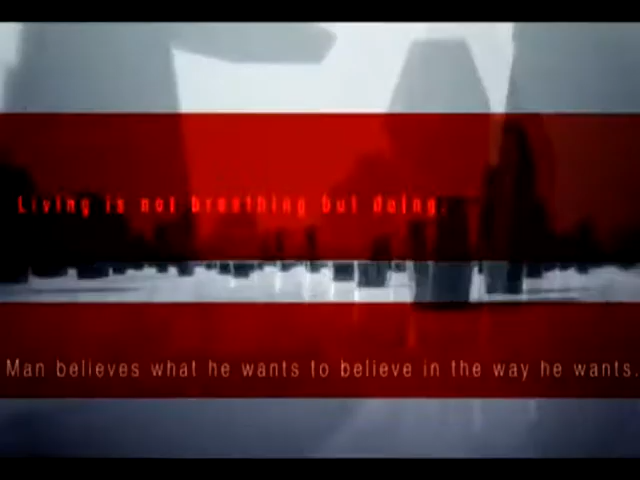 Living is not breathing but doing.
Man believes what he wants to believe in the way he wants.